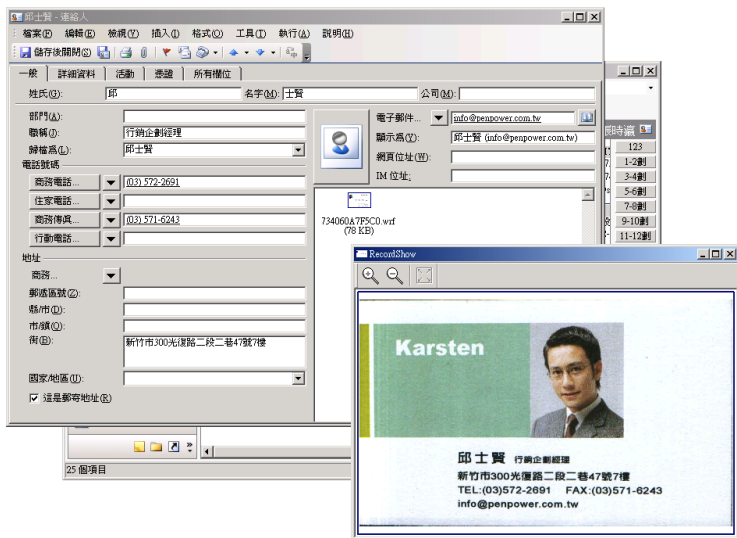 邱士賢 - 連絡人
檔案(F) 編輯(E) 檢視(V) 插入(I) 格式(O) 工具(T) 執行(A) 說明(H)
儲存後關閉(S)
一般 詳細資料 活動 憑證 所有欄位
姓氏(G): 邱 名字(M): 士賢 公司(M):
部門(A):
職稱(J): 行銷企劃經理
歸檔為(L): 邱士賢
電話號碼
商務電話... (03) 572-2691
住家電話...
商務傳真... (03) 571-6243
行動電話...
地址
商務...
郵遞區號(Z):
縣/市(D):
市/鎮(Q):
街(B): 新竹市300光復路二段二巷47號7樓
國家/地區(U):
這是郵寄地址(R)
電子郵件... info@penpower.com.tw
顯示為(Y): 邱士賢 (info@penpower.com.tw)
網頁位址(W):
IM 位址:
734060A7F5C0.wzf
(78 KB)
123
1-2劃
3-4劃
5-6劃
7-8劃
9-10劃
11-12劃
25 個項目
RecordShow
Karsten
邱士賢 行銷企劃經理
新竹市300光復路二段二巷47號7樓
TEL:(03)572-2691 FAX:(03)571-6243
info@penpower.com.tw